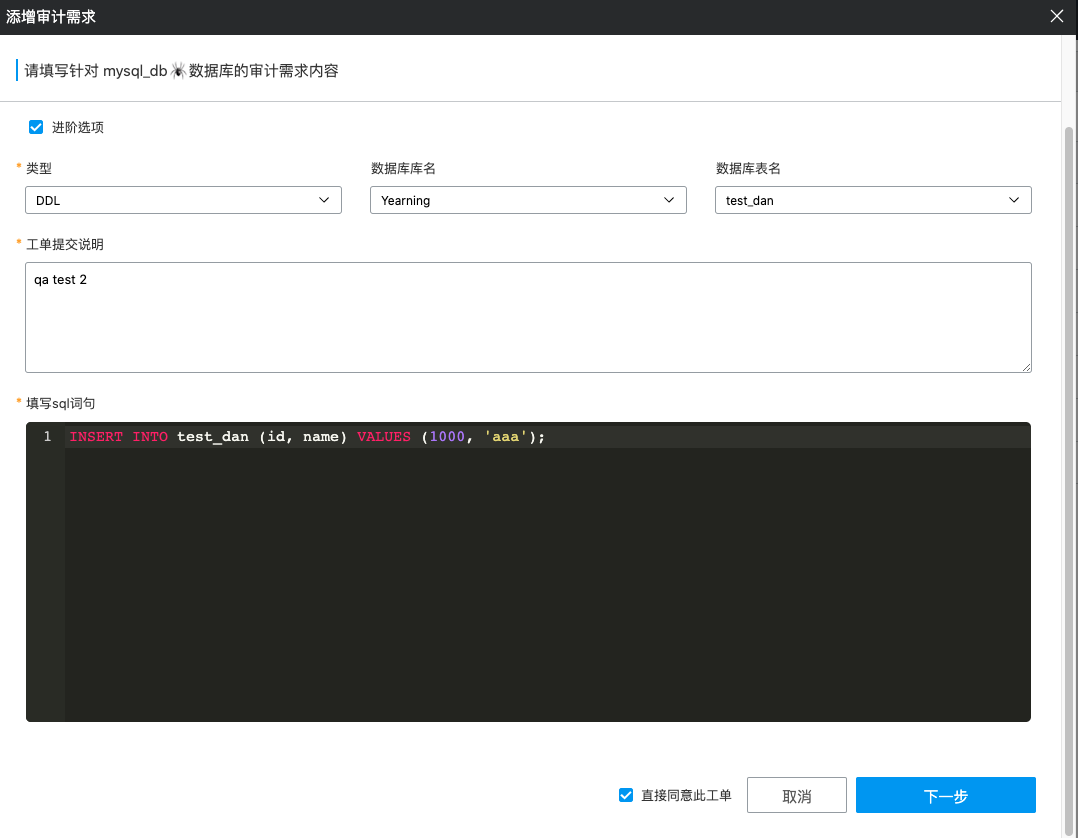 添增审计需求
请填写针对 mysql_db🕷数据库的审计需求内容
进阶选项
* 类型 数据库库名 数据库表名
DDL Yearning test_dan
* 工单提交说明
qa test 2
* 填写sql词句
1 INSERT INTO test_dan (id, name) VALUES (1000, 'aaa');
直接同意此工单 取消 下一步